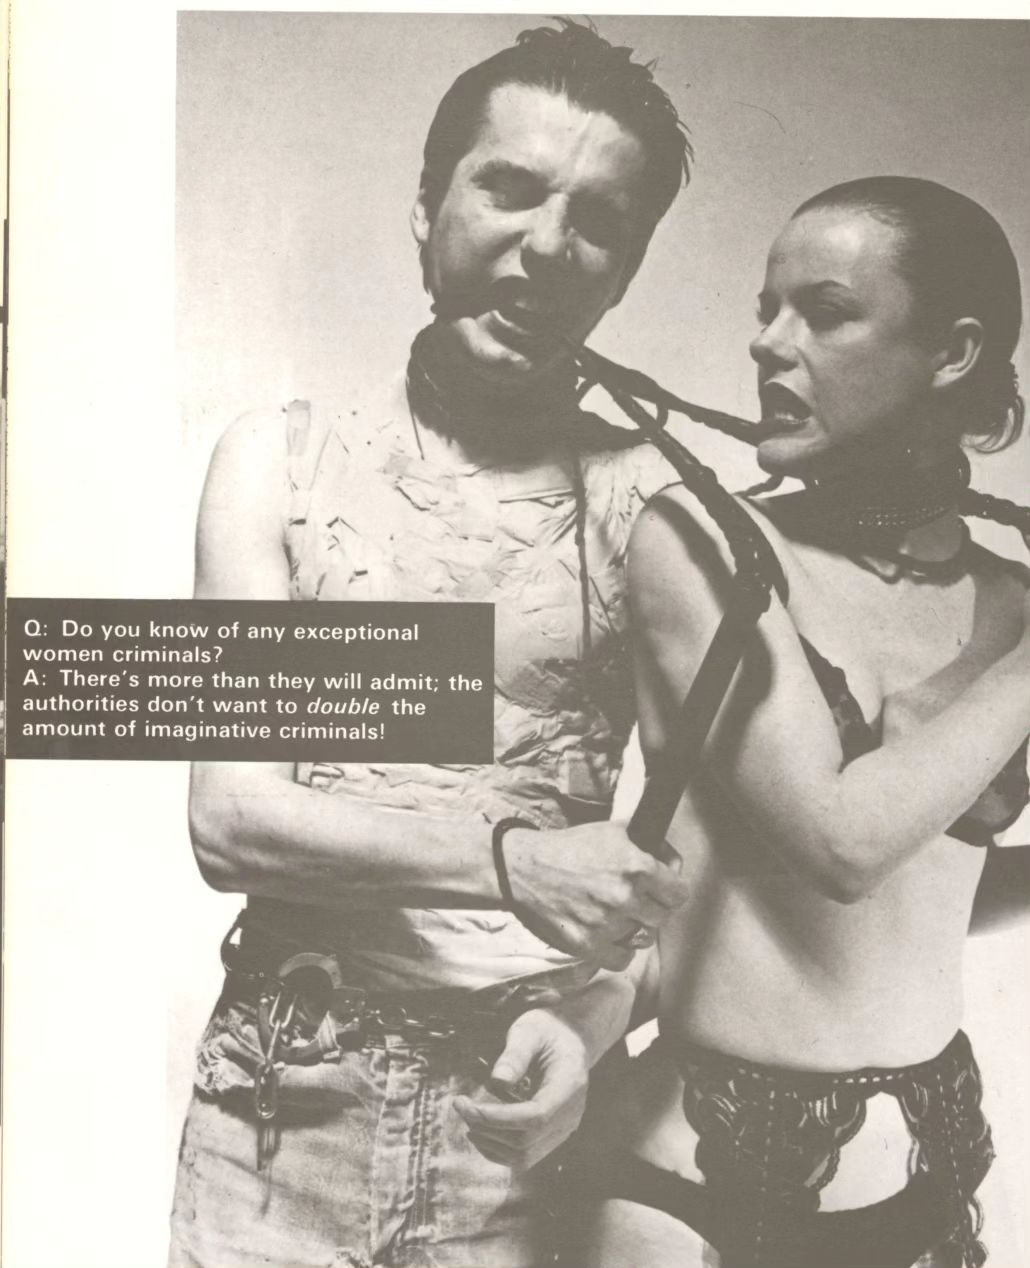 Q: Do you know of any exceptional
women criminals?
A: There's more than they will admit; the
authorities don't want to double the
amount of imaginative criminals!